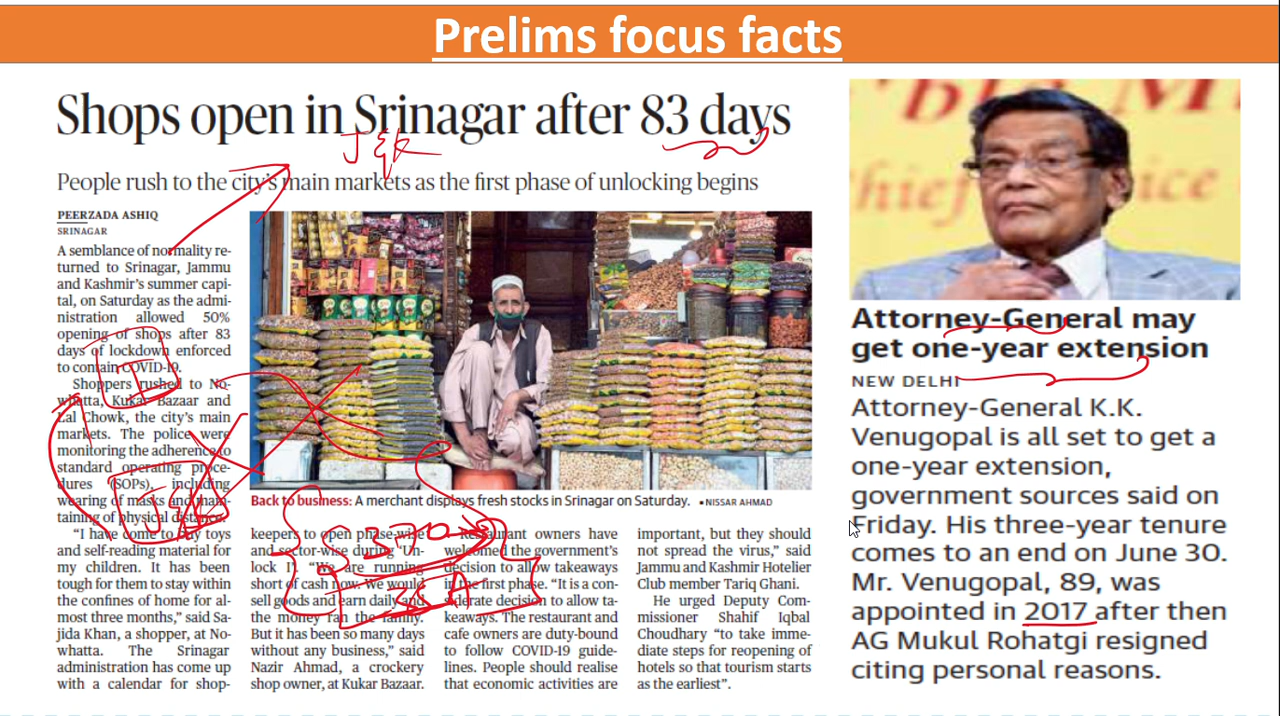 Prelims focus facts
Shops open in Srinagar after 83 days
J&K
People rush to the city's main markets as the first phase of unlocking begins
PEERZADA ASHIQ
SRINAGAR
A semblance of normality re-
turned to Srinagar, Jammu
and Kashmir's summer capi-
tal, on Saturday as the admi-
nistration allowed 50%
opening of shops after 83
days of lockdown enforced
to contain COVID-19.
Shoppers rushed to No-
whatta, Kukar Bazaar and
Lal Chowk, the city's main
markets. The police were
monitoring the adherence to
standard operating proce-
dures (SOPs), including
wearing of masks and main-
taining of physical distance.
J&K
"I have come to buy toys
and self-reading material for
my children. It has been
tough for them to stay within
the confines of home for al-
most three months," said Sa-
jida Khan, a shopper, at No-
whatta. The Srinagar
administration has come up
with a calendar for shop-
Back to business: A merchant displays fresh stocks in Srinagar on Saturday. ▪ NISSAR AHMAD
370
35A
keepers to open phase-wise
and sector-wise during 'Un-
lock I'. "We are running
short of cash now. We would
sell goods and earn daily and
the money ran the family.
But it has been so many days
without any business," said
Nazir Ahmad, a crockery
shop owner, at Kukar Bazaar.
Restaurant owners have
welcomed the government's
decision to allow takeaways
in the first phase. "It is a con-
siderate decision to allow ta-
keaways. The restaurant and
cafe owners are duty-bound
to follow COVID-19 guide-
lines. People should realise
that economic activities are
important, but they should
not spread the virus," said
Jammu and Kashmir Hotelier
Club member Tariq Ghani.
He urged Deputy Com-
missioner Shahif Iqbal
Choudhary "to take imme-
diate steps for reopening of
hotels so that tourism starts
as the earliest".
Attorney-General may
get one-year extension
NEW DELHI
Attorney-General K.K.
Venugopal is all set to get a
one-year extension,
government sources said on
Friday. His three-year tenure
comes to an end on June 30.
Mr. Venugopal, 89, was
appointed in 2017 after then
AG Mukul Rohatgi resigned
citing personal reasons.